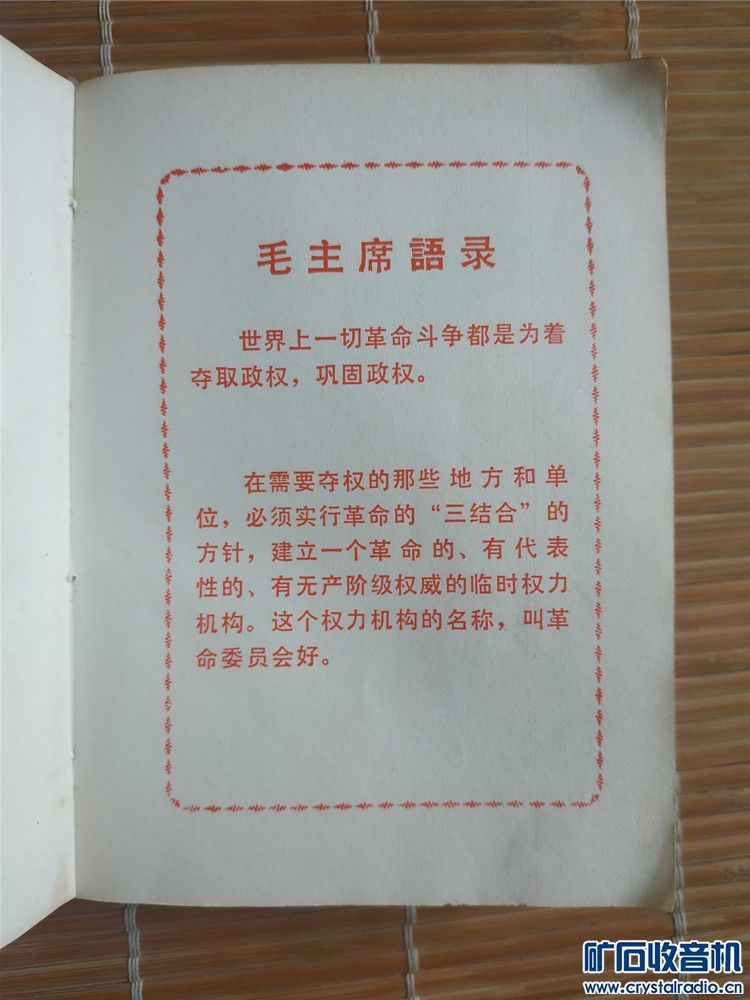 毛主席語录
世界上一切革命斗争都是为着
夺取政权，巩固政权。
在需要夺权的那些地方和单
位，必须实行革命的“三结合”的
方针，建立一个革命的、有代表
性的、有无产阶级权威的临时权力
机构。这个权力机构的名称，叫革
命委员会好。
矿石收音机
www.crystalradio.cn